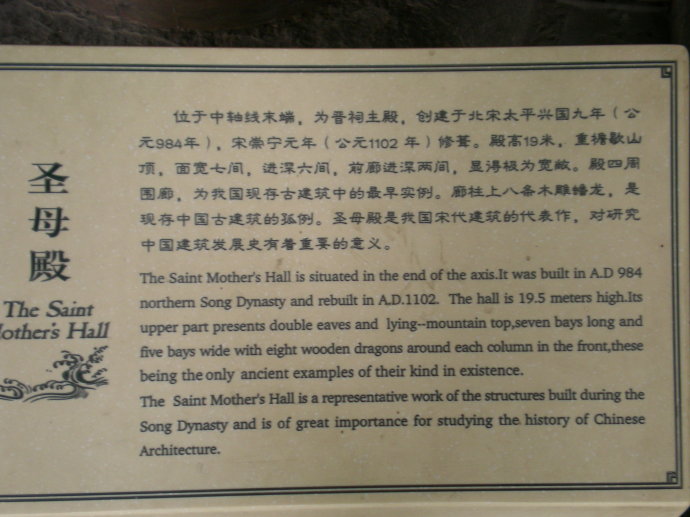 圣母殿
The Saint
Mother's Hall
位于中轴线末端，为晋祠主殿，创建于北宋太平兴国九年（公
元984年），宋崇宁元年（公元1102 年）修葺。殿高19米，重檐歇山
顶，面宽七间，进深六间，前廊进深两间，显得极为宽敞。殿四周
围廊，为我国现存古建筑中的最早实例。廊柱上八条木雕蟠龙，是
现存中国古建筑的孤例。圣母殿是我国宋代建筑的代表作，对研究
中国建筑发展史有着重要的意义。
The Saint Mother's Hall is situated in the end of the axis.It was built in A.D 984
northern Song Dynasty and rebuilt in A.D.1102. The hall is 19.5 meters high.Its
upper part presents double eaves and lying--mountain top,seven bays long and
five bays wide with eight wooden dragons around each column in the front,these
being the only ancient examples of their kind in existence.
The Saint Mother's Hall is a representative work of the structures built during the
Song Dynasty and is of great importance for studying the history of Chinese
Architecture.